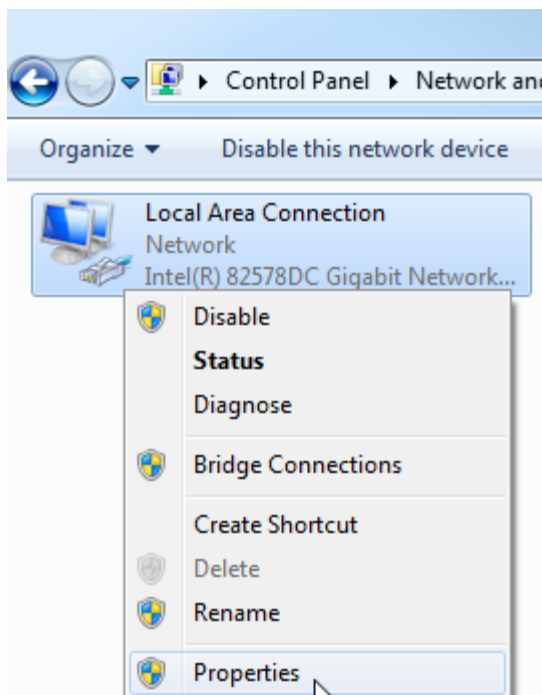 Control Panel Network and
Organize Disable this network device
Local Area Connection
Network
Intel(R) 82578DC Gigabit Network...
Disable
Status
Diagnose
Bridge Connections
Create Shortcut
Delete
Rename
Properties